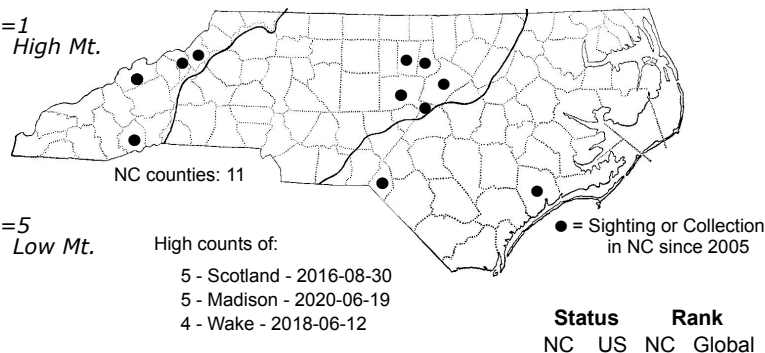 =1
High Mt.
NC counties: 11
=5
Low Mt.
High counts of:
5 - Scotland - 2016-08-30
5 - Madison - 2020-06-19
4 - Wake - 2018-06-12
= Sighting or Collection
in NC since 2005
Status Rank
NC US NC Global